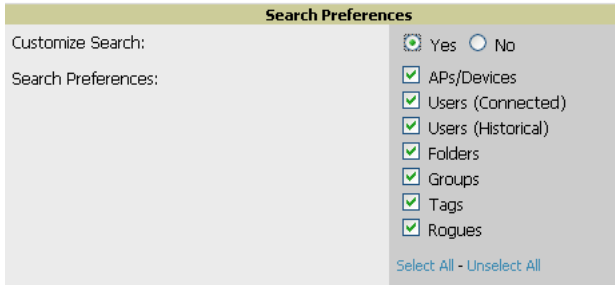 Search Preferences
Customize Search: Yes No
Search Preferences: APs/Devices
Users (Connected)
Users (Historical)
Folders
Groups
Tags
Rogues
Select All - Unselect All